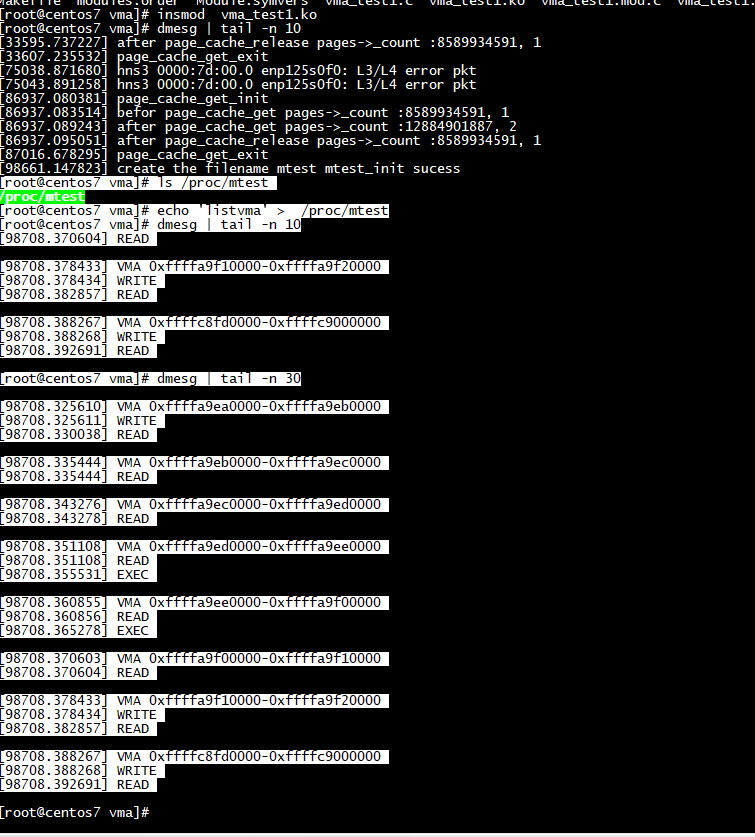 Makefile modules.order Module.symvers vma_test1.c vma_test1.ko vma_test1.mod.c
[root@centos7 vma]# insmod  vma_test1.ko
[root@centos7 vma]# dmesg | tail -n 10
[33595.737227] after page_cache_release pages->_count :8589934591, 1
[33607.235532] page_cache_get_exit
[75038.871680] hns3 0000:7d:00.0 enp125s0f0: L3/L4 error pkt
[75043.891258] hns3 0000:7d:00.0 enp125s0f0: L3/L4 error pkt
[86937.080381] page_cache_get_init
[86937.083514] befor page_cache_get pages->_count :8589934591, 1
[86937.089243] after page_cache_get pages->_count :12884901887, 2
[86937.095051] after page_cache_release pages->_count :8589934591, 1
[87016.678295] page_cache_get_exit
[98661.147823] create the filename mtest mtest_init sucess
[root@centos7 vma]# ls /proc/mtest
/proc/mtest
[root@centos7 vma]# echo 'listvma' >  /proc/mtest
[root@centos7 vma]# dmesg | tail -n 10
[98708.370604] READ
[98708.378433] VMA 0xffffa9f10000-0xffffa9f20000
[98708.378434] WRITE
[98708.382857] READ
[98708.388267] VMA 0xffffc8fd0000-0xffffc9000000
[98708.388268] WRITE
[98708.392691] READ
[root@centos7 vma]# dmesg | tail -n 30
[98708.325610] VMA 0xffffa9ea0000-0xffffa9eb0000
[98708.325611] WRITE
[98708.330038] READ
[98708.335444] VMA 0xffffa9eb0000-0xffffa9ec0000
[98708.335444] READ
[98708.343276] VMA 0xffffa9ec0000-0xffffa9ed0000
[98708.343278] READ
[98708.351108] VMA 0xffffa9ed0000-0xffffa9ee0000
[98708.351108] READ
[98708.355531] EXEC
[98708.360855] VMA 0xffffa9ee0000-0xffffa9f00000
[98708.360856] READ
[98708.365278] EXEC
[98708.370603] VMA 0xffffa9f00000-0xffffa9f10000
[98708.370604] READ
[98708.378433] VMA 0xffffa9f10000-0xffffa9f20000
[98708.378434] WRITE
[98708.382857] READ
[98708.388267] VMA 0xffffc8fd0000-0xffffc9000000
[98708.388268] WRITE
[98708.392691] READ
[root@centos7 vma]#